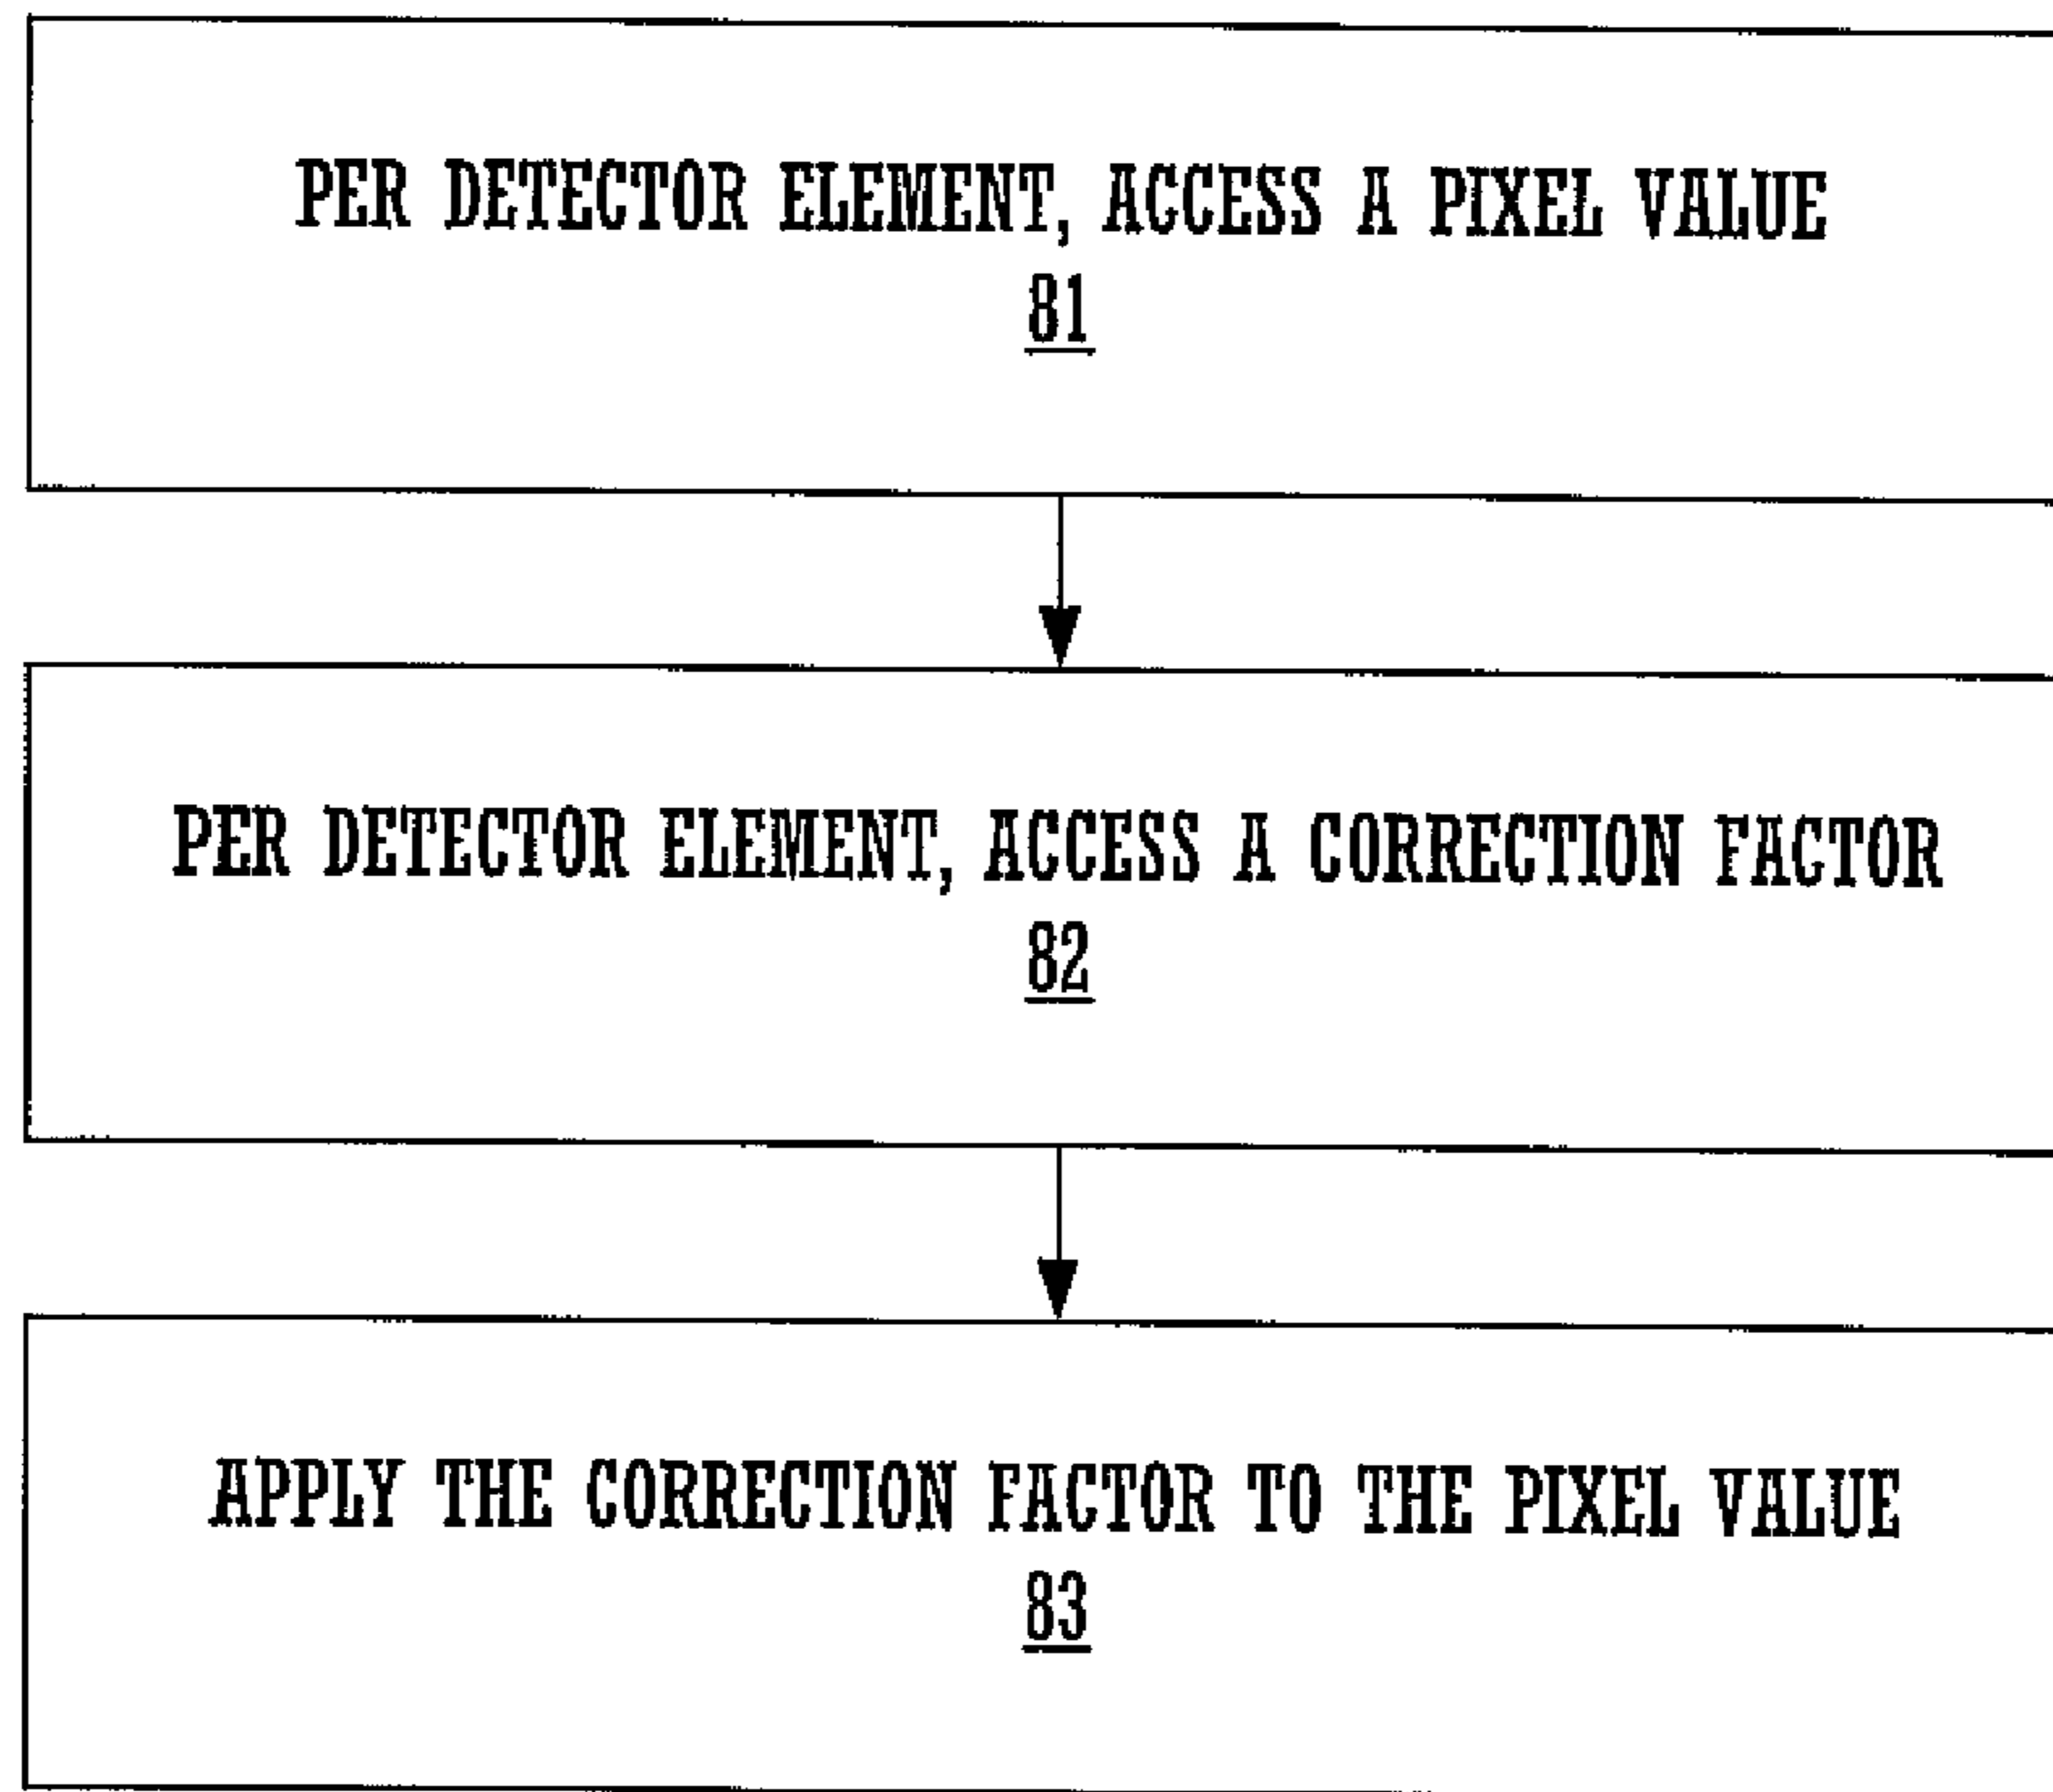 PER DETECTOR ELEMENT, ACCESS A PIXEL VALUE
81
PER DETECTOR ELEMENT, ACCESS A CORRECTION FACTOR
82
APPLY THE CORRECTION FACTOR TO THE PIXEL VALUE
83